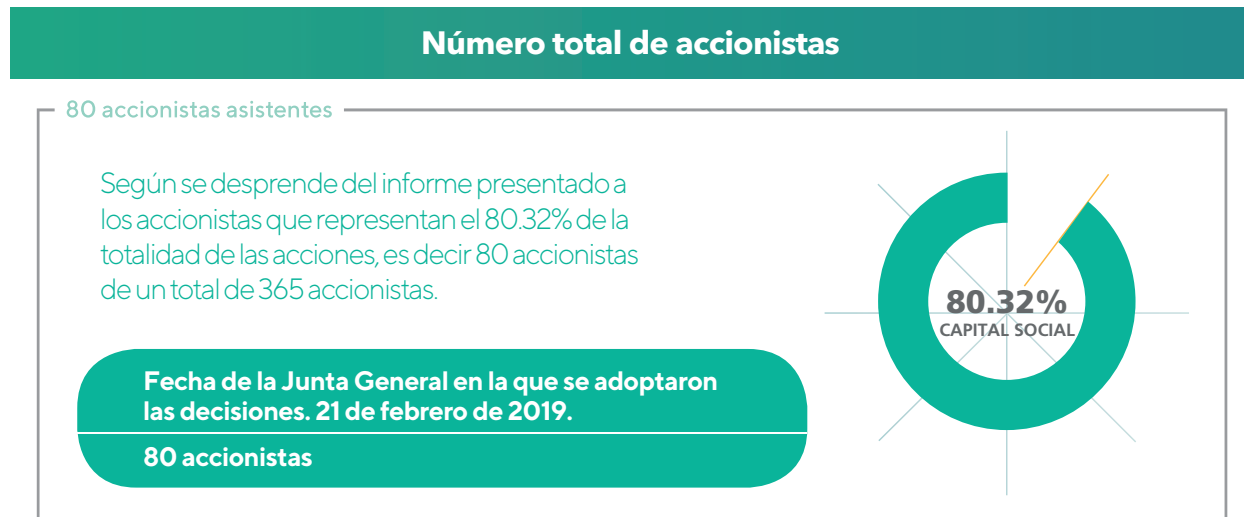 Número total de accionistas
80 accionistas asistentes
Según se desprende del informe presentado a
los accionistas que representan el 80.32% de la
totalidad de las acciones, es decir 80 accionistas
de un total de 365 accionistas.
80.32%
CAPITAL SOCIAL
Fecha de la Junta General en la que se adoptaron
las decisiones. 21 de febrero de 2019.
80 accionistas